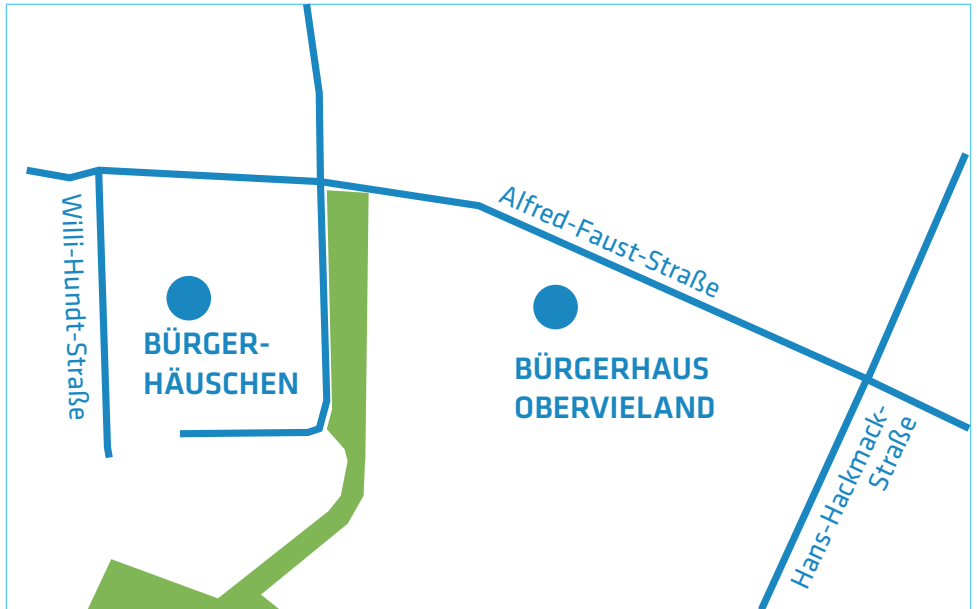 Willi-Hundt-Straße
BÜRGER-
HÄUSCHEN
Alfred-Faust-Straße
BÜRGERHAUS
OBERVIELAND
Hans-Hackmack-
Straße